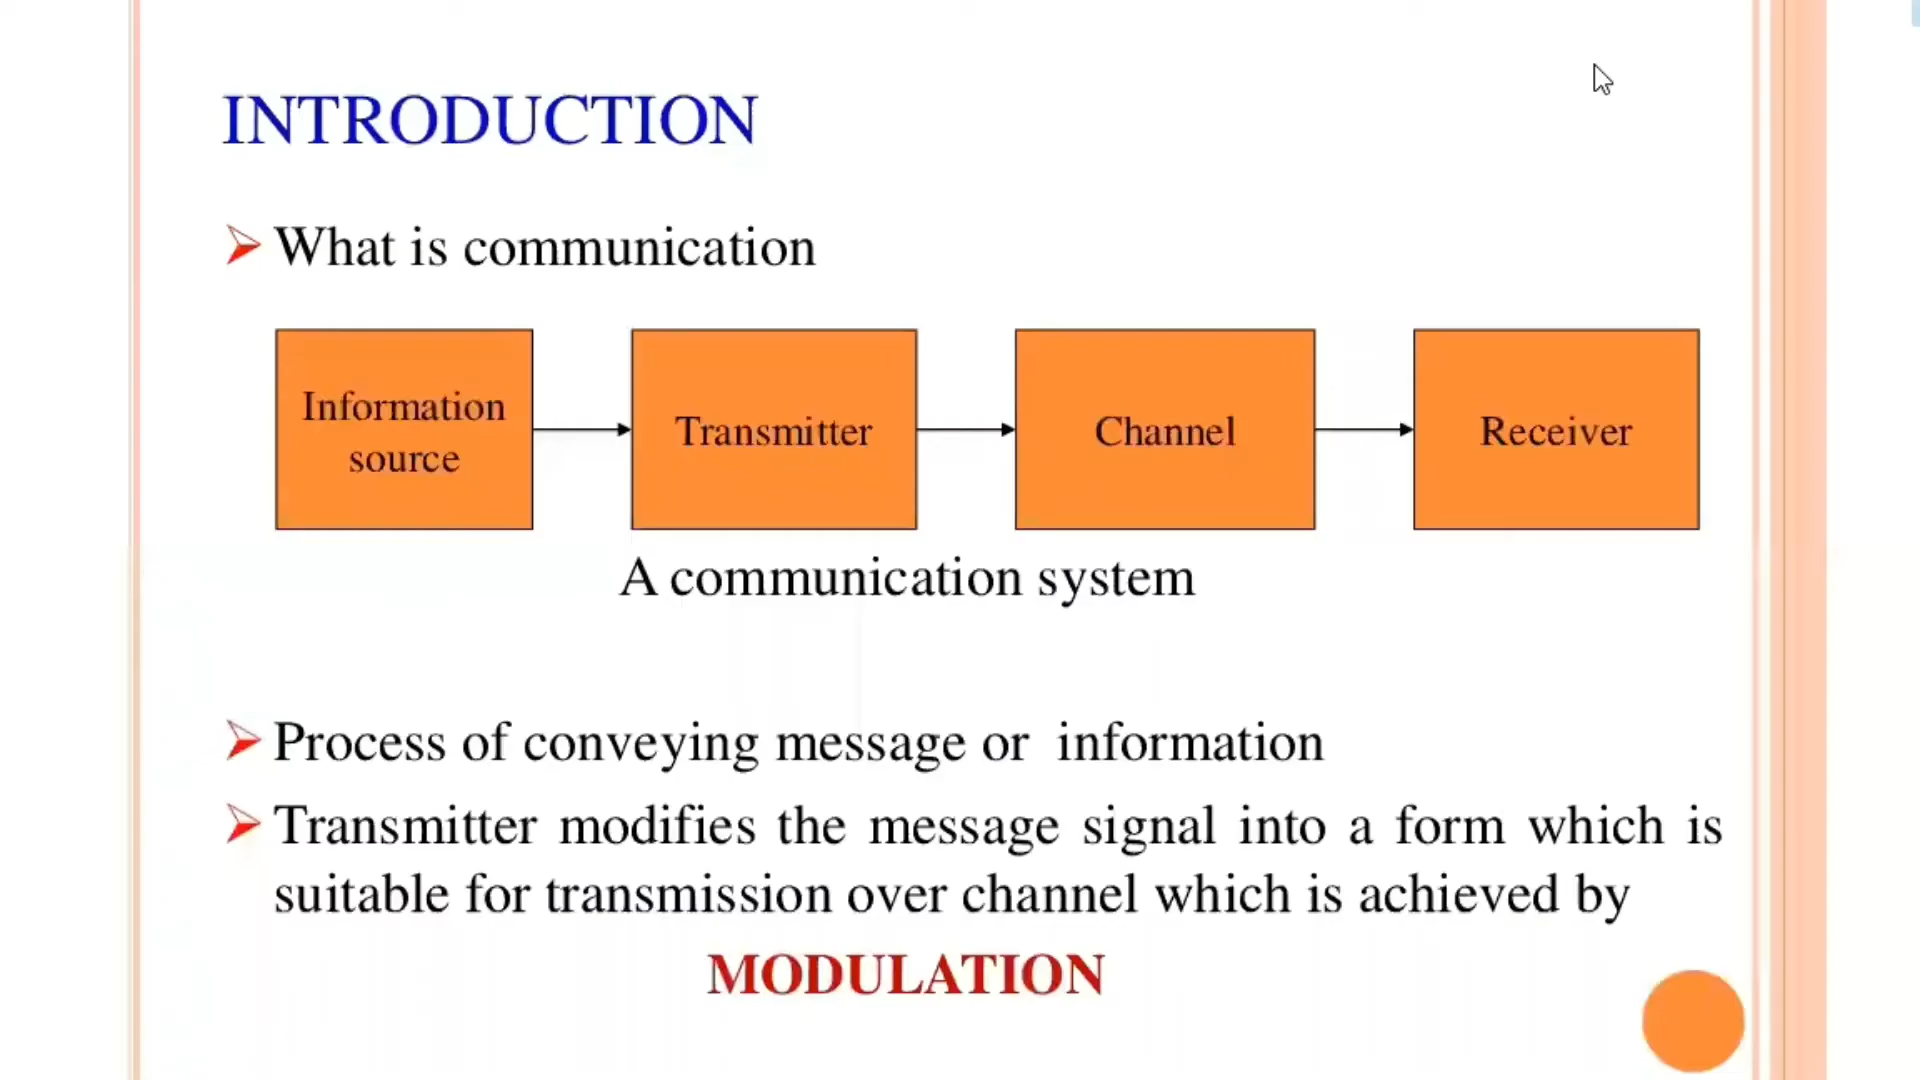 INTRODUCTION
What is communication
Information
source
Transmitter
Channel
Receiver
A communication system
Process of conveying message or information
Transmitter modifies the message signal into a form which is
suitable for transmission over channel which is achieved by
MODULATION